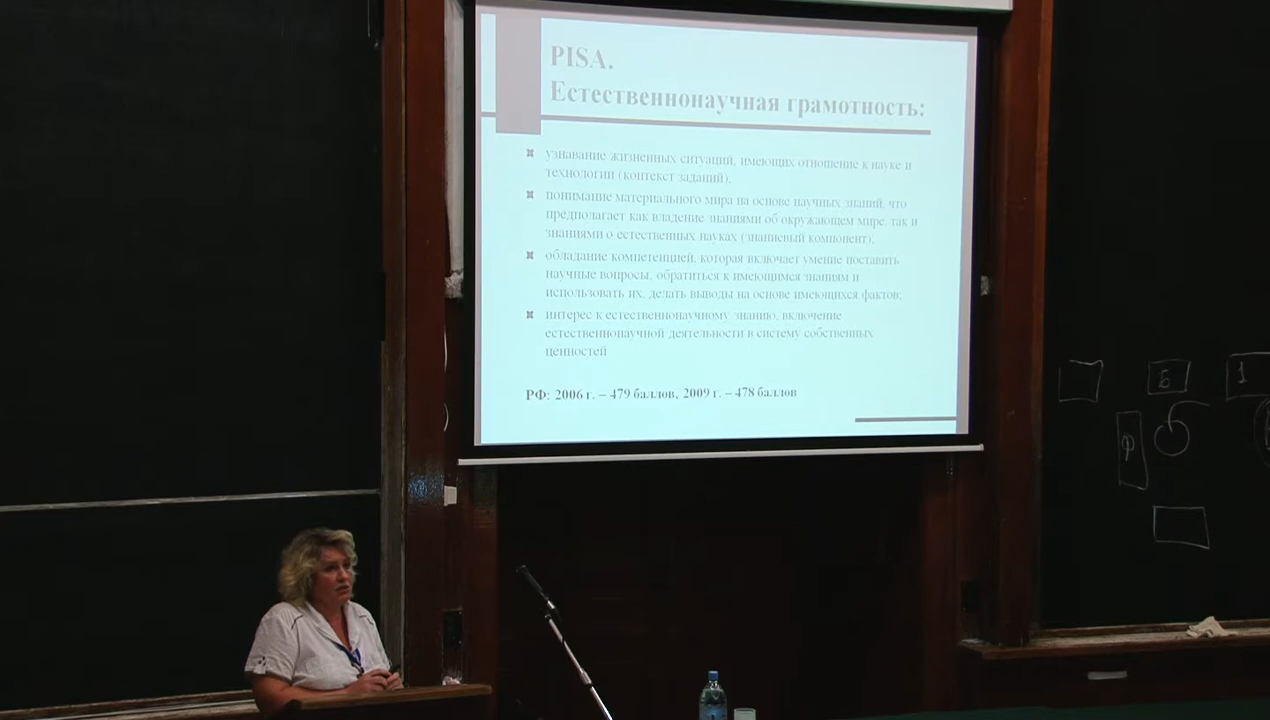 PISA.
Естественнонаучная грамотность:
узнавание жизненных ситуаций, имеющих отношение к науке и
технологии (контекст заданий),
понимание материального мира на основе научных знаний, что
предполагает как владение знаниями об окружающем мире, так и
знаниями о естественных науках (знаниевый компонент),
обладание компетенцией, которая включает умение поставить
научные вопросы, обратиться к имеющимся знаниям и
использовать их, делать выводы на основе имеющихся фактов;
интерес к естественнонаучному знанию, включение
естественнонаучной деятельности в систему собственных
ценностей
РФ: 2006 г. – 479 баллов, 2009 г. – 478 баллов
Б
1
Ф